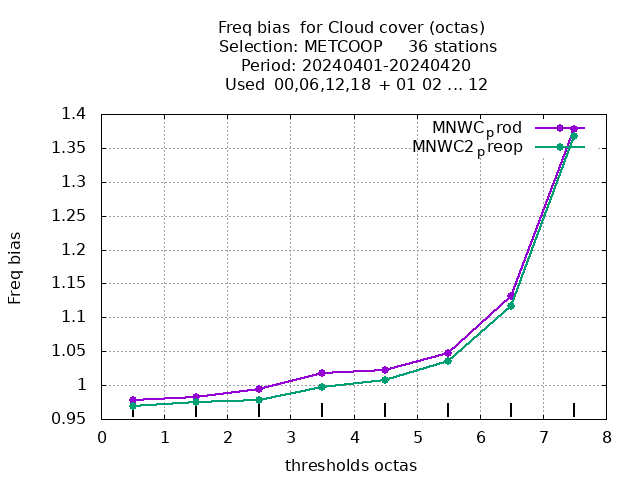 Freq bias  for Cloud cover (octas)
Selection: METCOOP     36 stations
Period: 20240401-20240420
Used  00,06,12,18 + 01 02 ... 12
1.4
MNWCprod
MNWC2preop
1.35
1.3
1.25
1.2
1.15
1.1
1.05
1
0.95
Freq bias
0 1 2 3 4 5 6 7 8
thresholds octas